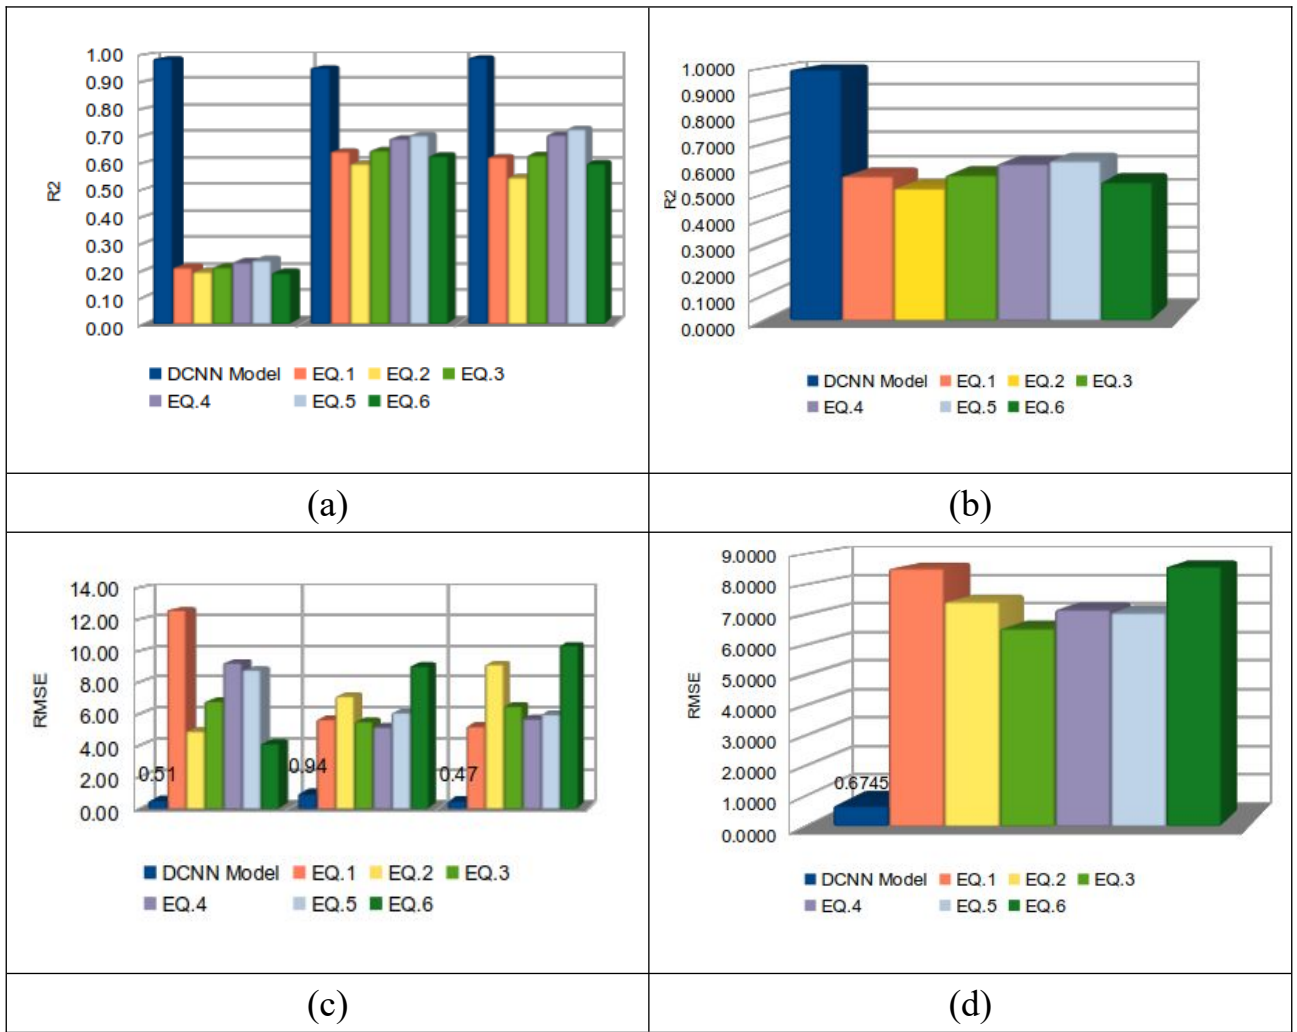 1.00
0.90
0.80
0.70
0.60
0.50
0.40
0.30
0.20
0.10
0.00
R2
DCNN Model EQ.1 EQ.2 EQ.3
EQ.4 EQ.5 EQ.6
(a)
1.0000
0.9000
0.8000
0.7000
0.6000
0.5000
0.4000
0.3000
0.2000
0.1000
0.0000
R2
DCNN Model EQ.1 EQ.2 EQ.3
EQ.4 EQ.5 EQ.6
(b)
14.00
12.00
10.00
8.00
6.00
4.00
2.00
0.00
RMSE
0.51
0.94
0.47
DCNN Model EQ.1 EQ.2 EQ.3
EQ.4 EQ.5 EQ.6
(c)
9.0000
8.0000
7.0000
6.0000
5.0000
4.0000
3.0000
2.0000
1.0000
0.0000
RMSE
0.6745
DCNN Model EQ.1 EQ.2 EQ.3
EQ.4 EQ.5 EQ.6
(d)